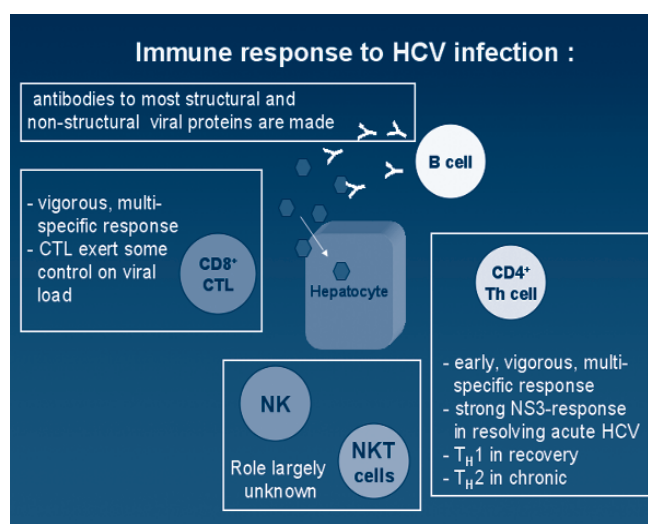 Immune response to HCV infection :
antibodies to most structural and
non-structural viral proteins are made
B cell
- vigorous, multi-
specific response
- CTL exert some
control on viral
load
CD8+
CTL
Hepatocyte
CD4+
Th cell
- early, vigorous, multi-
specific response
- strong NS3-response
in resolving acute HCV
- TH1 in recovery
- TH2 in chronic
NK
NKT
cells
Role largely
unknown